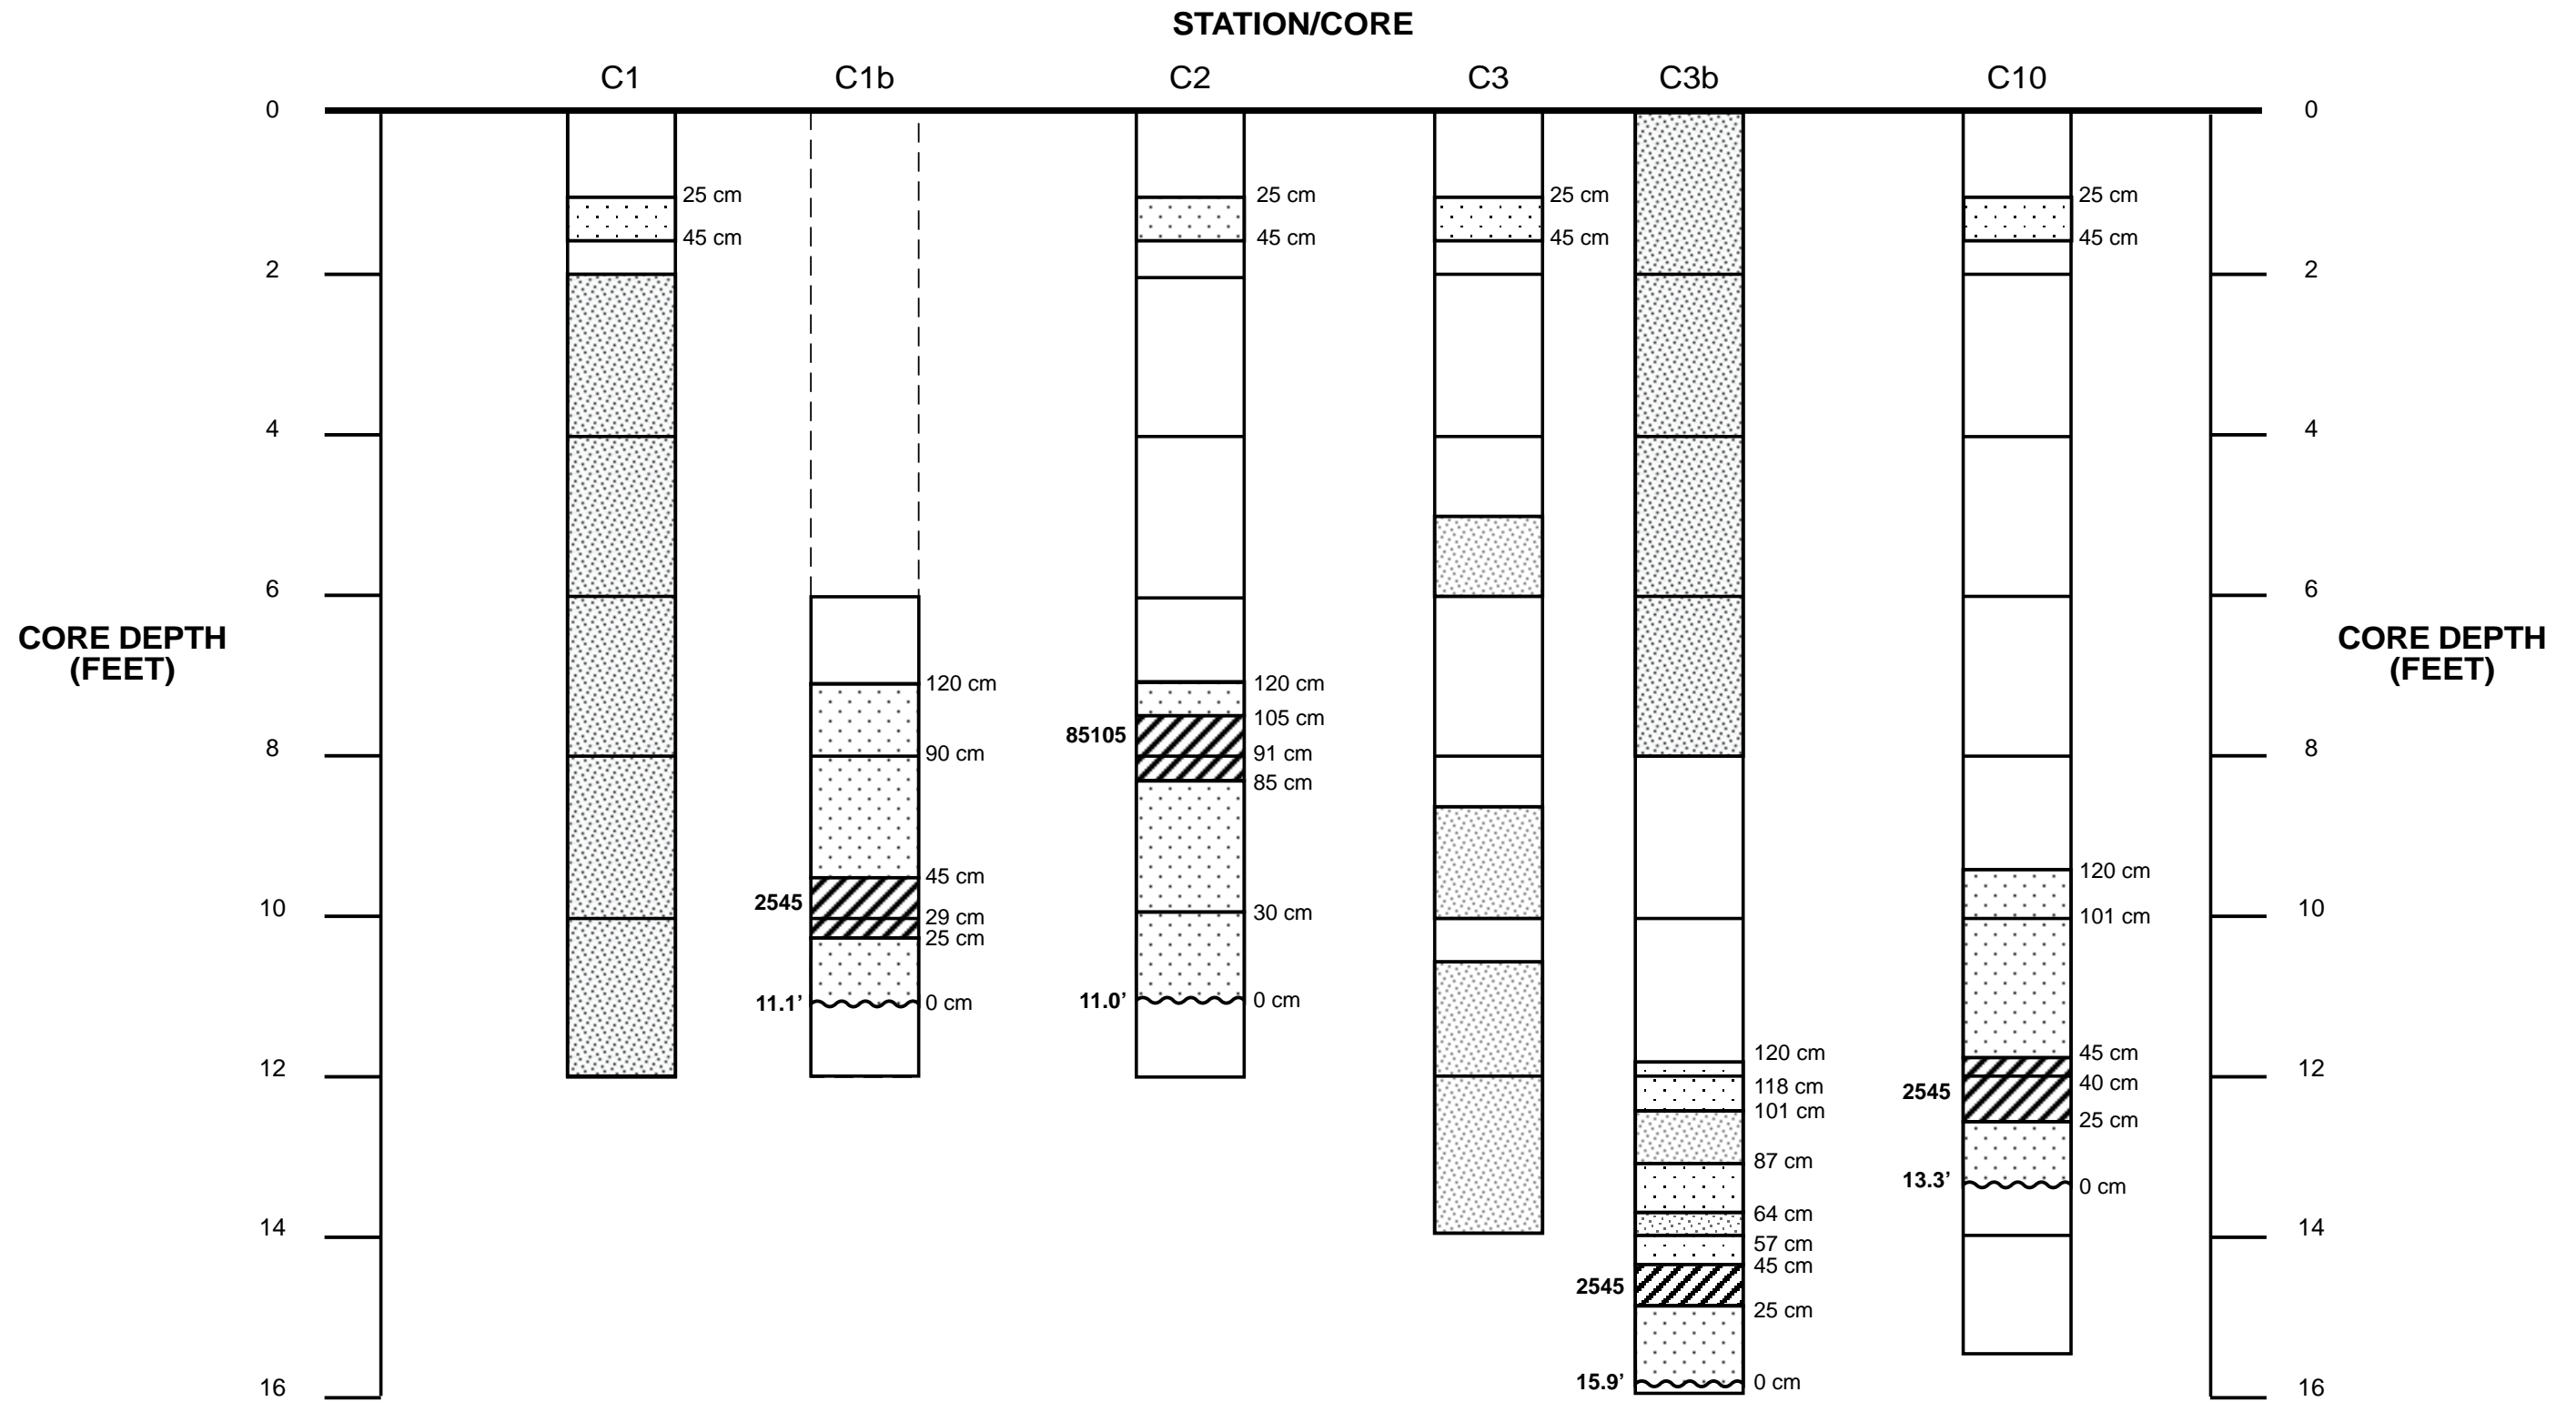 STATION/CORE
C1 C1b C2 C3 C3b C10
0 0
25 cm 25 cm 25 cm 25 cm
45 cm 45 cm 45 cm 45 cm
2 2
4 4
6 6
CORE DEPTH CORE DEPTH
(FEET) (FEET)
120 cm 120 cm
105 cm
85105
8 90 cm 91 cm 8
85 cm
120 cm
45 cm
2545
10 29 cm 30 cm 101 cm 10
25 cm
11.1’ 0 cm 11.0’ 0 cm
120 cm 45 cm
12 12
118 cm 40 cm
2545
101 cm 25 cm
87 cm
13.3’ 0 cm
64 cm
14 14
57 cm
45 cm
2545
25 cm
16 15.9’ 0 cm 16